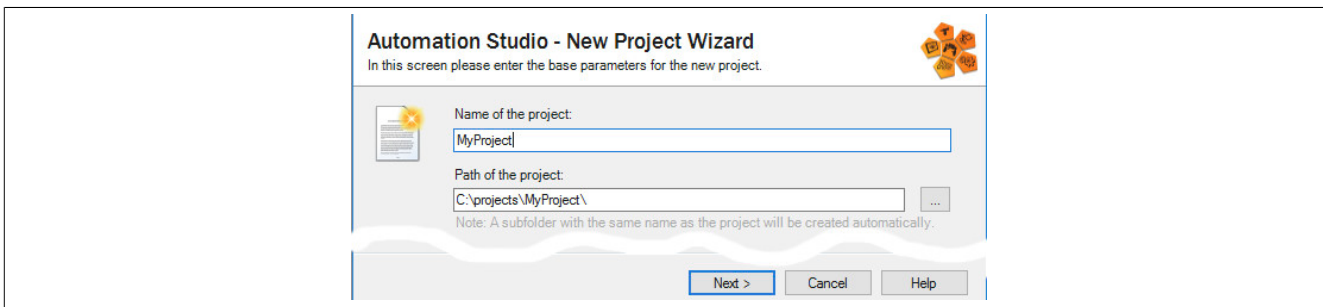 Automation Studio - New Project Wizard
In this screen please enter the base parameters for the new project.
Name of the project:
MyProject
Path of the project:
C:\projects\MyProject\
...
Note: A subfolder with the same name as the project will be created automatically.
Next >
Cancel
Help